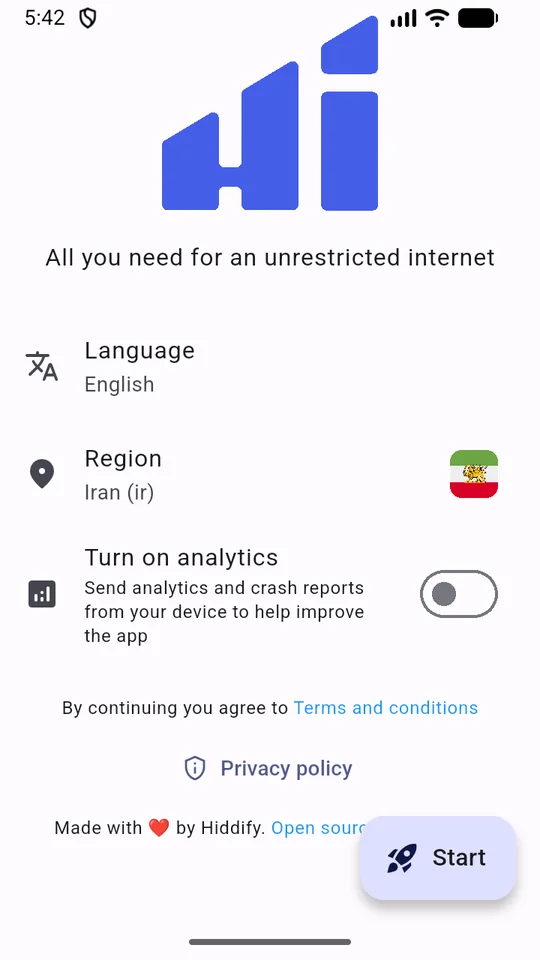 5:42
Hi
All you need for an unrestricted internet
Language
English
Region
Iran (ir)
Turn on analytics
Send analytics and crash reports
from your device to help improve
the app
By continuing you agree to Terms and conditions
Privacy policy
Made with ❤️ by Hiddify. Open sourc
Start